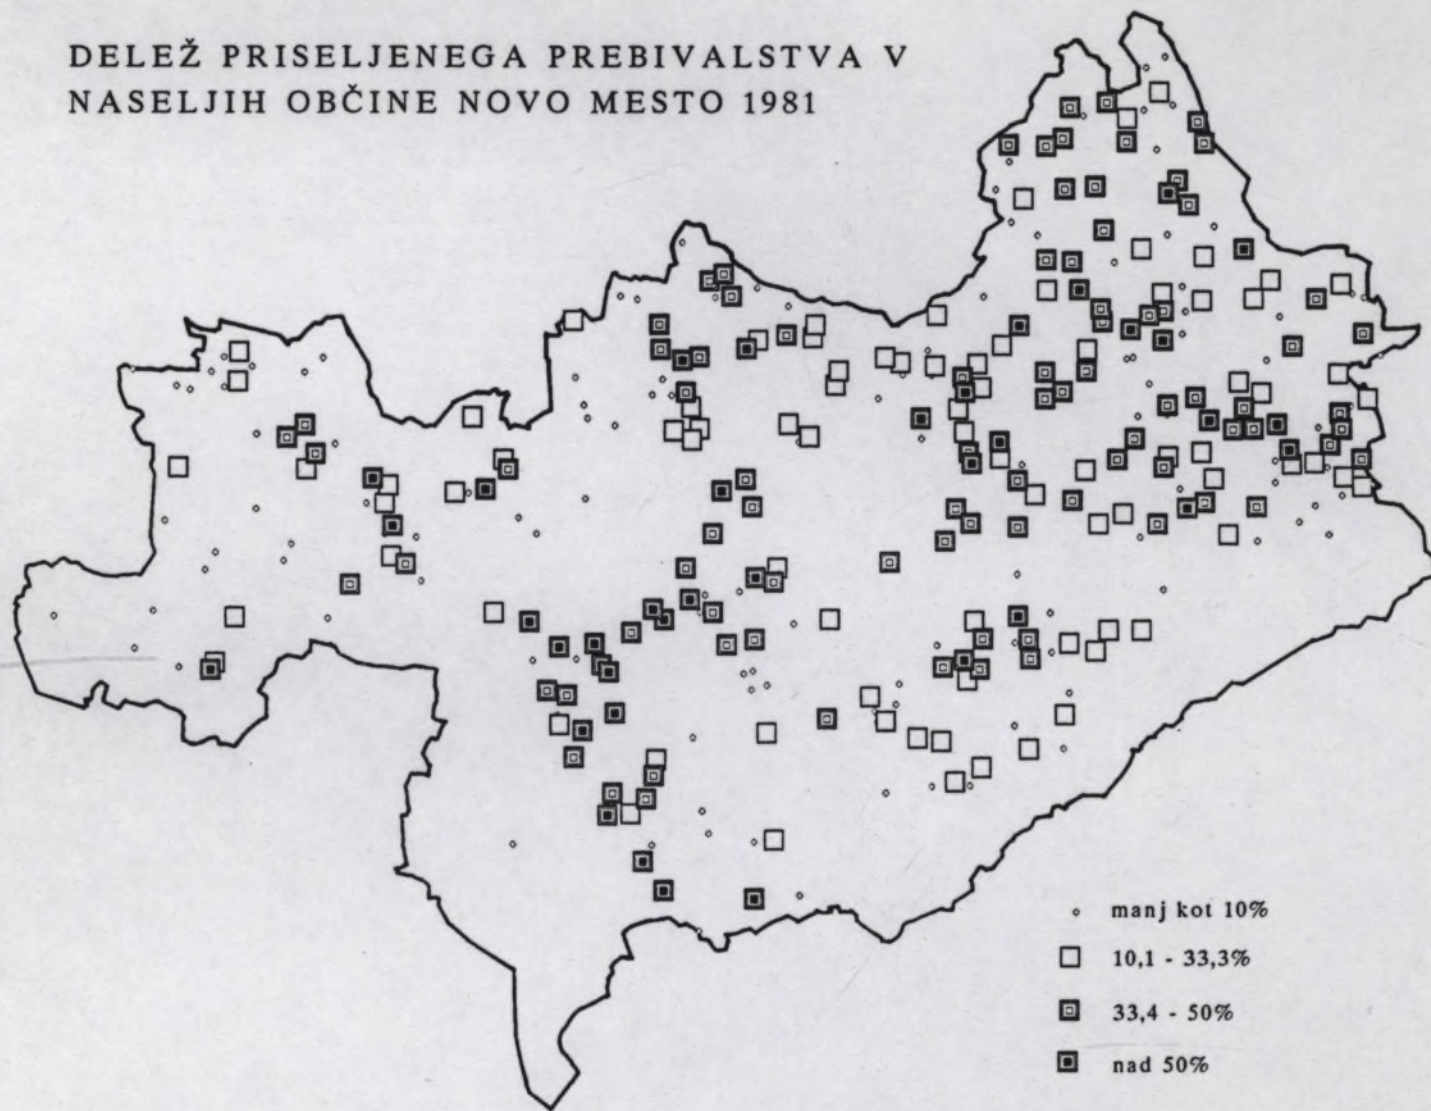 DELEŽ PRISELJENEGA PREBIVALSTVA V
NASELJIH OBČINE NOVO MESTO 1981
manj kot 10%
10,1 - 33,3%
33,4 - 50%
nad 50%